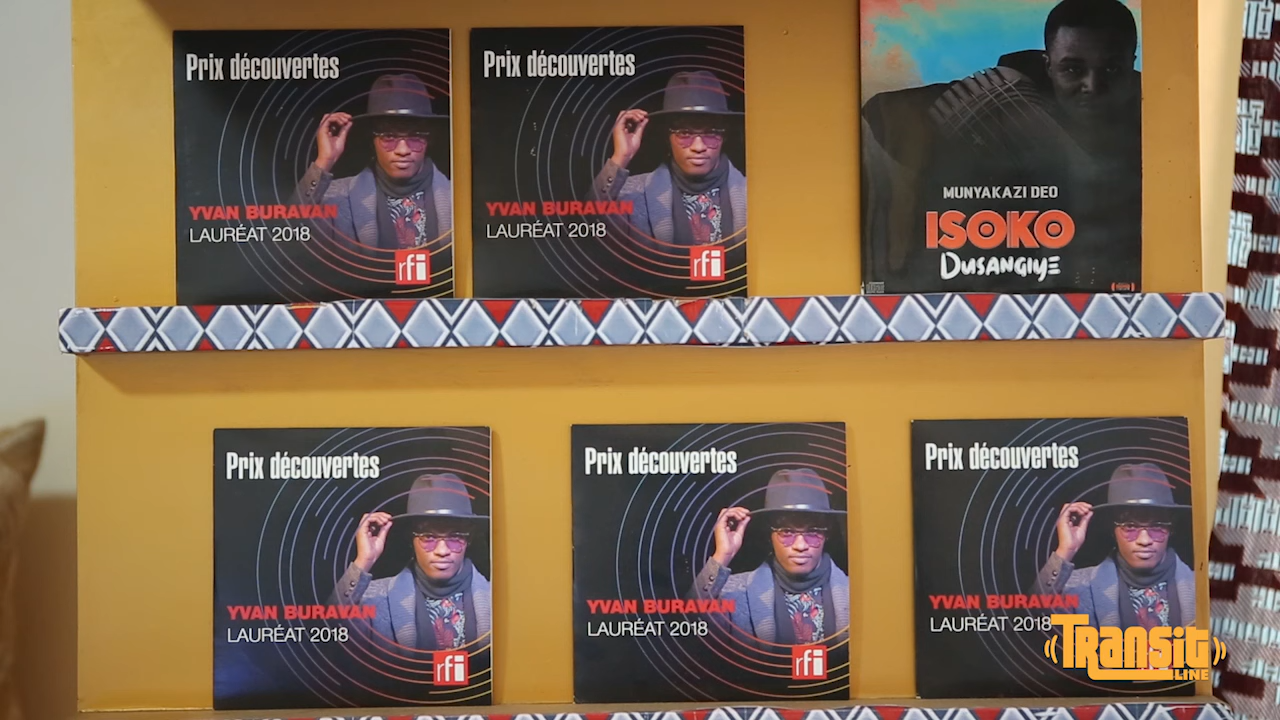 Prix découvertes
YVAN BURAVAN
LAURÉAT 2018
rfi
Prix découvertes
YVAN BURAVAN
LAURÉAT 2018
rfi
MUNYAKAZI DEO
ISOKO
DUSANGIYE
Prix découvertes
YVAN BURAVAN
LAURÉAT 2018
rfi
Prix découvertes
YVAN BURAVAN
LAURÉAT 2018
rfi
Prix découvertes
YVAN BURAVAN
LAURÉAT 2018
TRANSIT
LINE